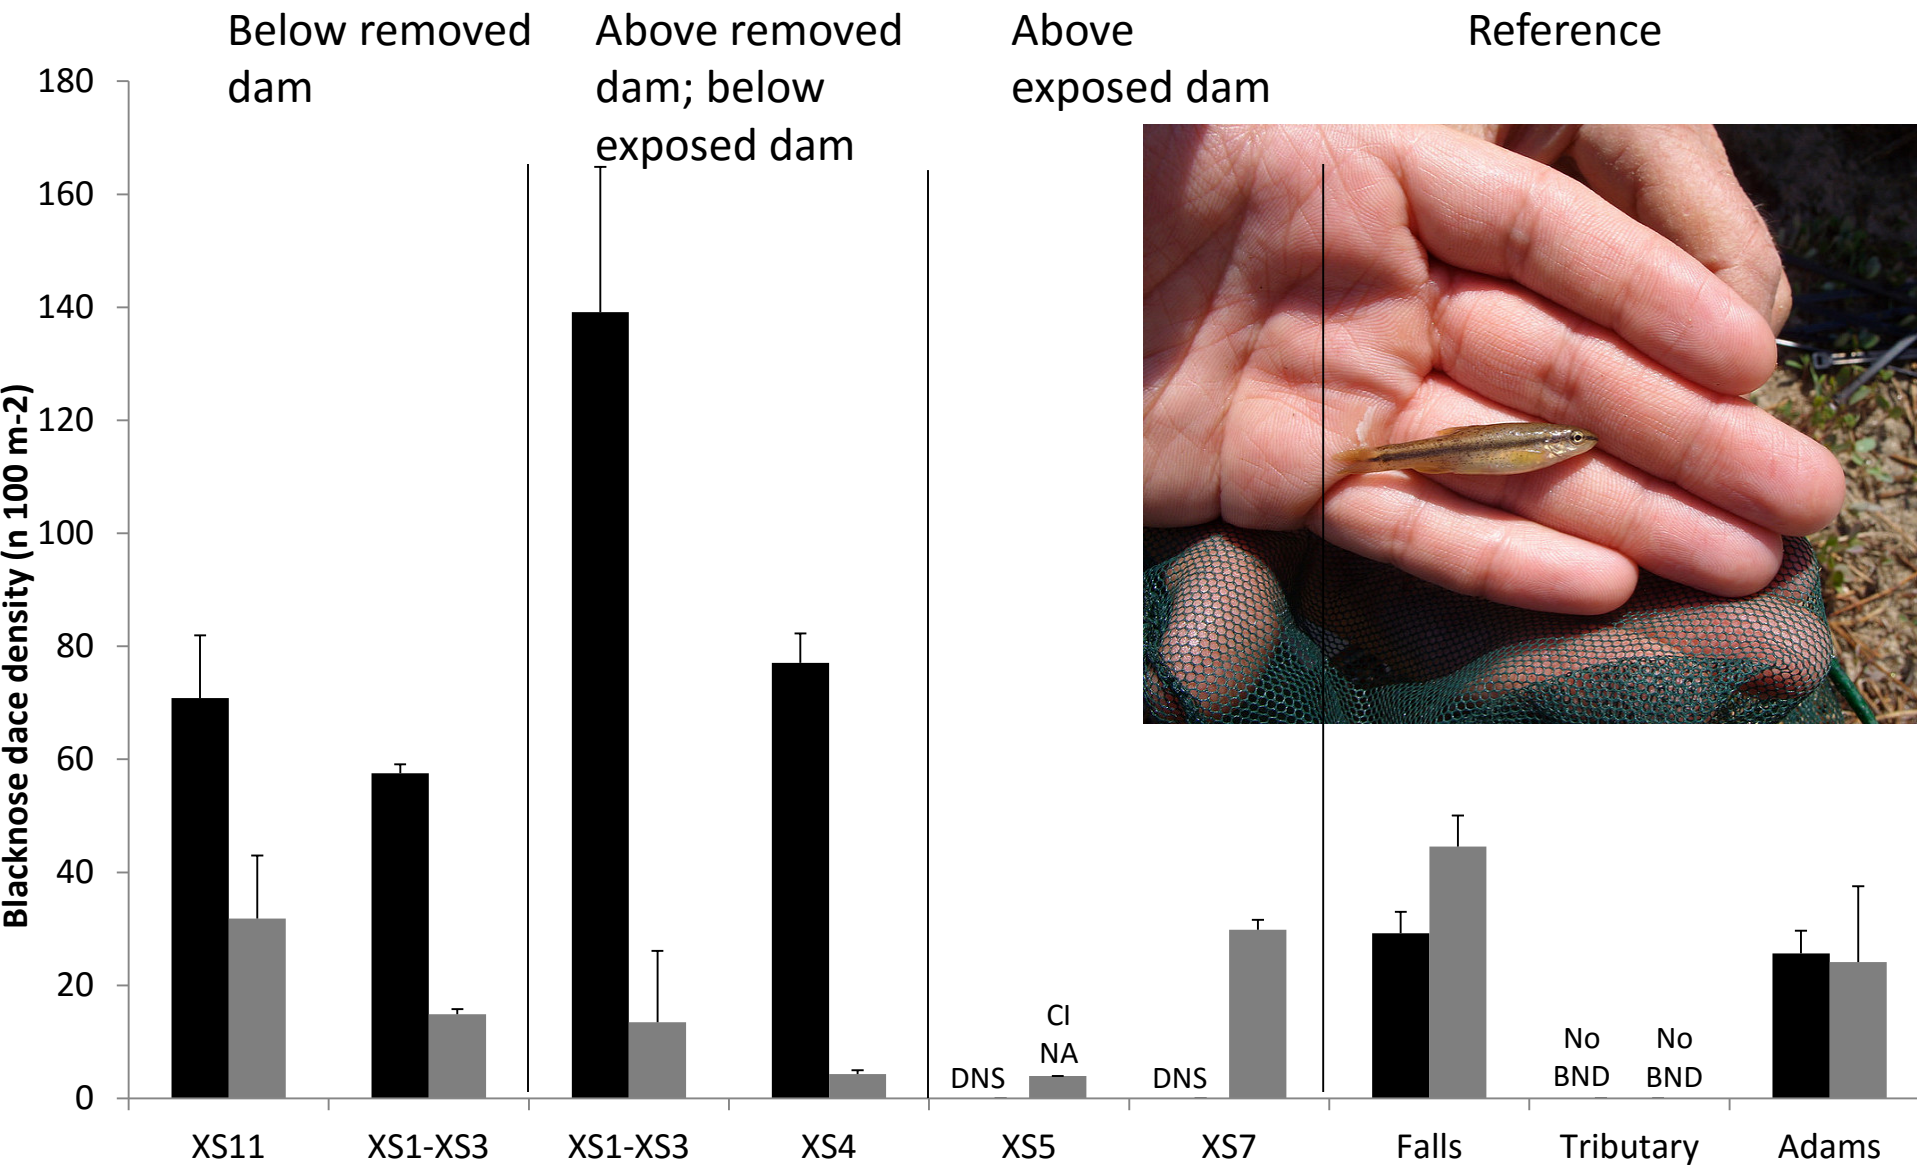 Below removed
dam
Above removed
dam; below
exposed dam
Above
exposed dam
Reference
Blacknose dace density (n 100 m-2)
180
160
140
120
100
80
60
40
20
0
DNS
CI
NA
DNS
No
BND
No
BND
XS11
XS1-XS3
XS1-XS3
XS4
XS5
XS7
Falls
Tributary
Adams